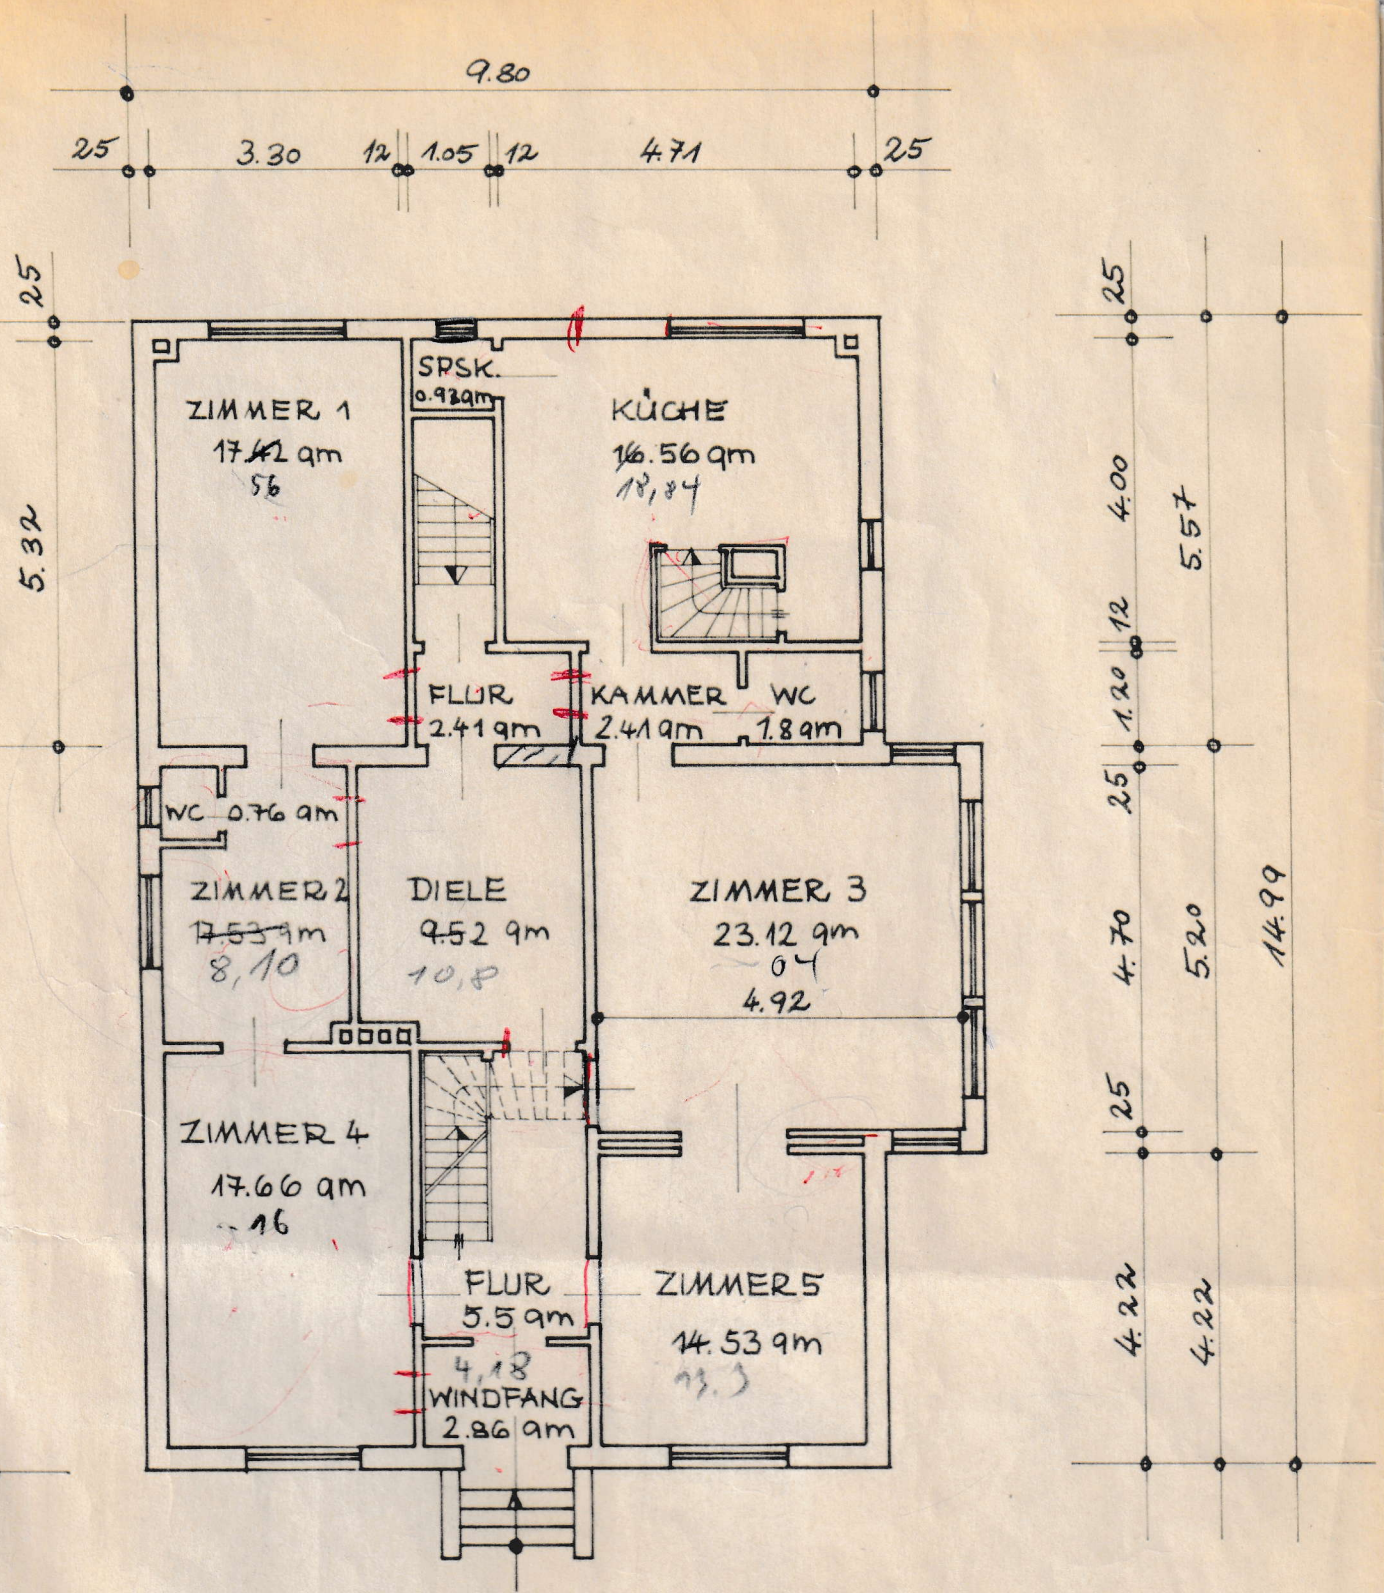 9.80
25 3.30 12 1.05 12 4.71 25
25
5.32
SPSK.
0.93qm
ZIMMER 1
17.42 qm
56
KÜCHE
16.56 qm
18,84
FLUR
2.41 qm
KAMMER
2.41 qm
WC
1.8 qm
WC 0.76 qm
ZIMMER 2
17.53 qm
8,10
DIELE
9.52 qm
10,8
ZIMMER 3
23.12 qm
04
4.92
ZIMMER 4
17.66 qm
16
FLUR
5.5 qm
4,18
WINDFANG
2.86 qm
ZIMMER 5
14.53 qm
25
4.00
12
1.20
25
4.70
25
4.22
5.57
5.20
4.22
14.99